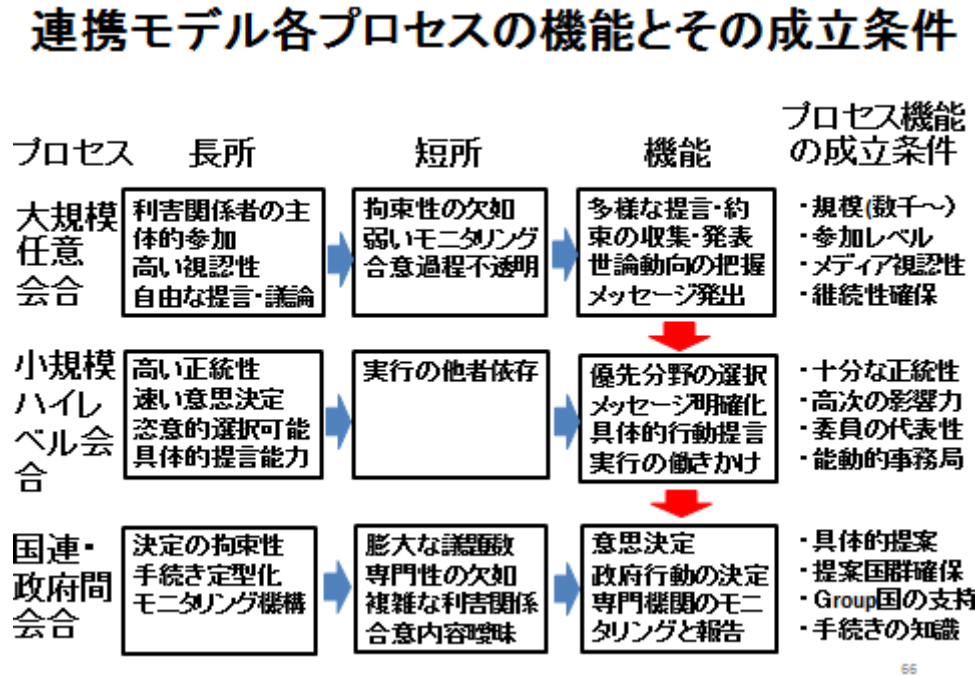 連携モデル各プロセスの機能とその成立条件
プロセス
長所
短所
機能
プロセス機能
の成立条件
大規模
任意
会合
利害関係者の主
体的参加
高い視認性
自由な提言・議論
拘束性の欠如
弱いモニタリング
合意過程不透明
多様な提言・約
束の収集・発表
世論動向の把握
メッセージ発出
・規模(数千～)
・参加レベル
・メディア視認性
・継続性確保
小規模
ハイレ
ベル会
合
高い正統性
速い意思決定
恣意的選択可能
具体的提言能力
実行の他者依存
優先分野の選択
メッセージ明確化
具体的行動提言
実行の働きかけ
・十分な正統性
・高次の影響力
・委員の代表性
・能動的事務局
国連・
政府間
会合
決定の拘束性
手続き定型化
モニタリング機構
膨大な議題数
専門性の欠如
複雑な利害関係
合意内容曖昧
意思決定
政府行動の決定
専門機関のモニ
タリングと報告
・具体的提案
・提案国群確保
・Group国の支持
・手続きの知識
66